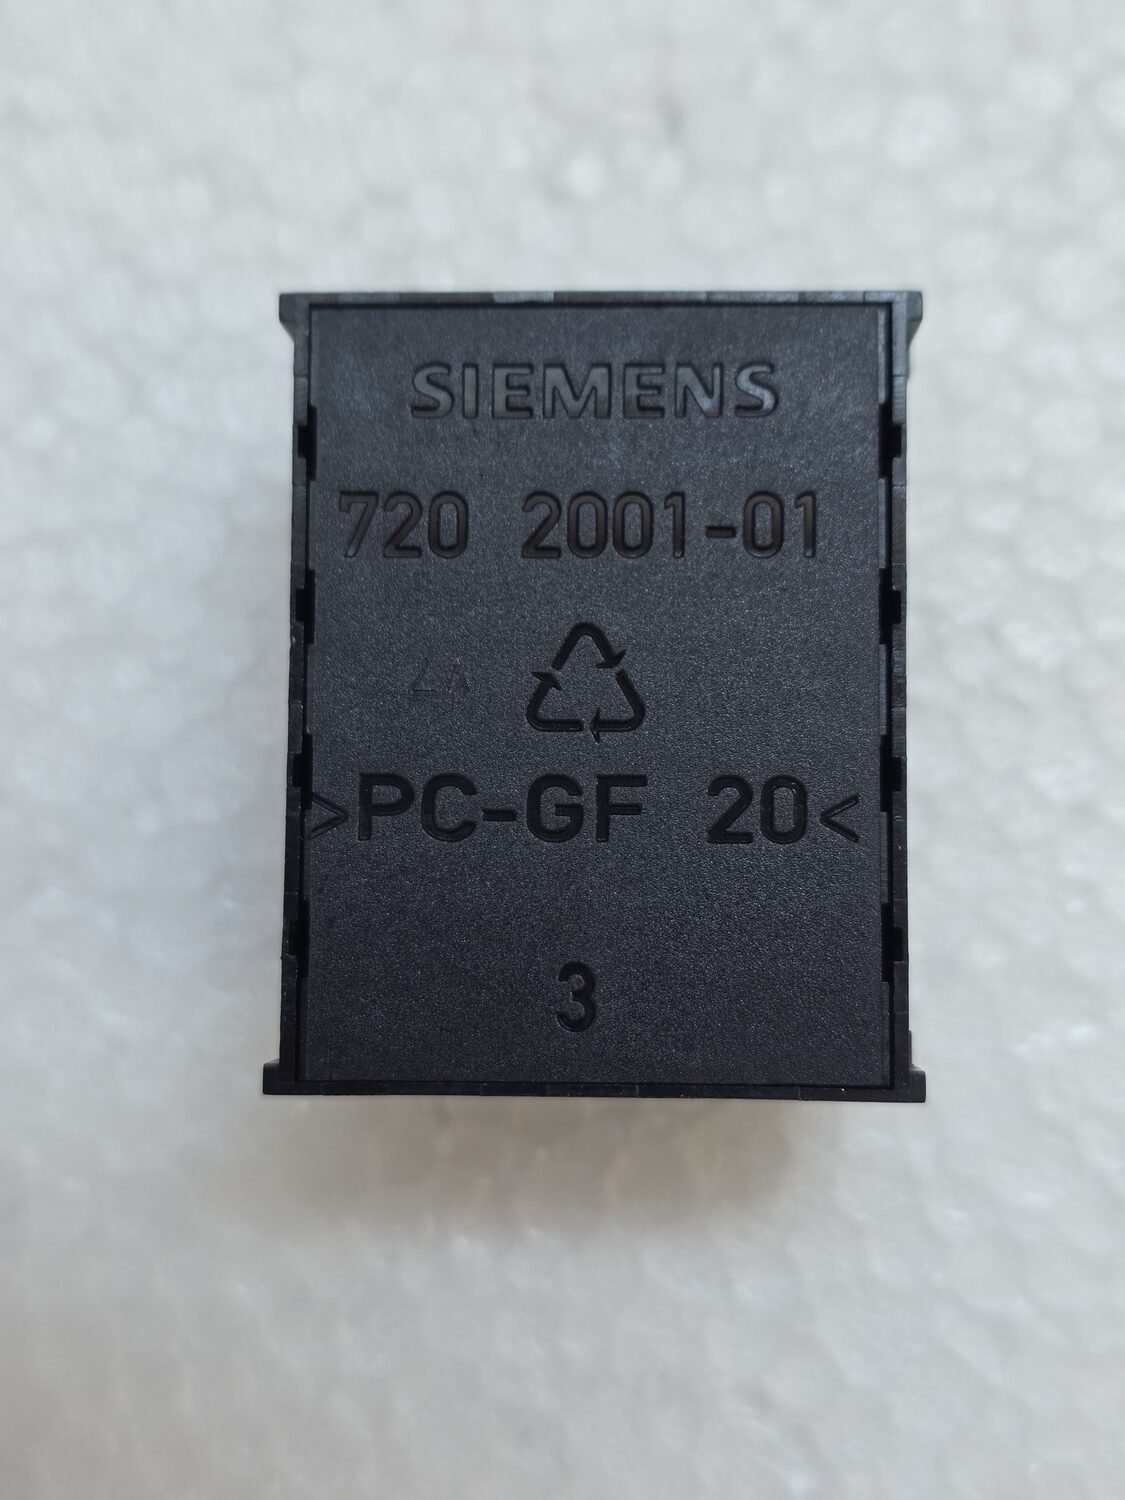 SIEMENS
720 2001-01
>PC-GF 20<
3